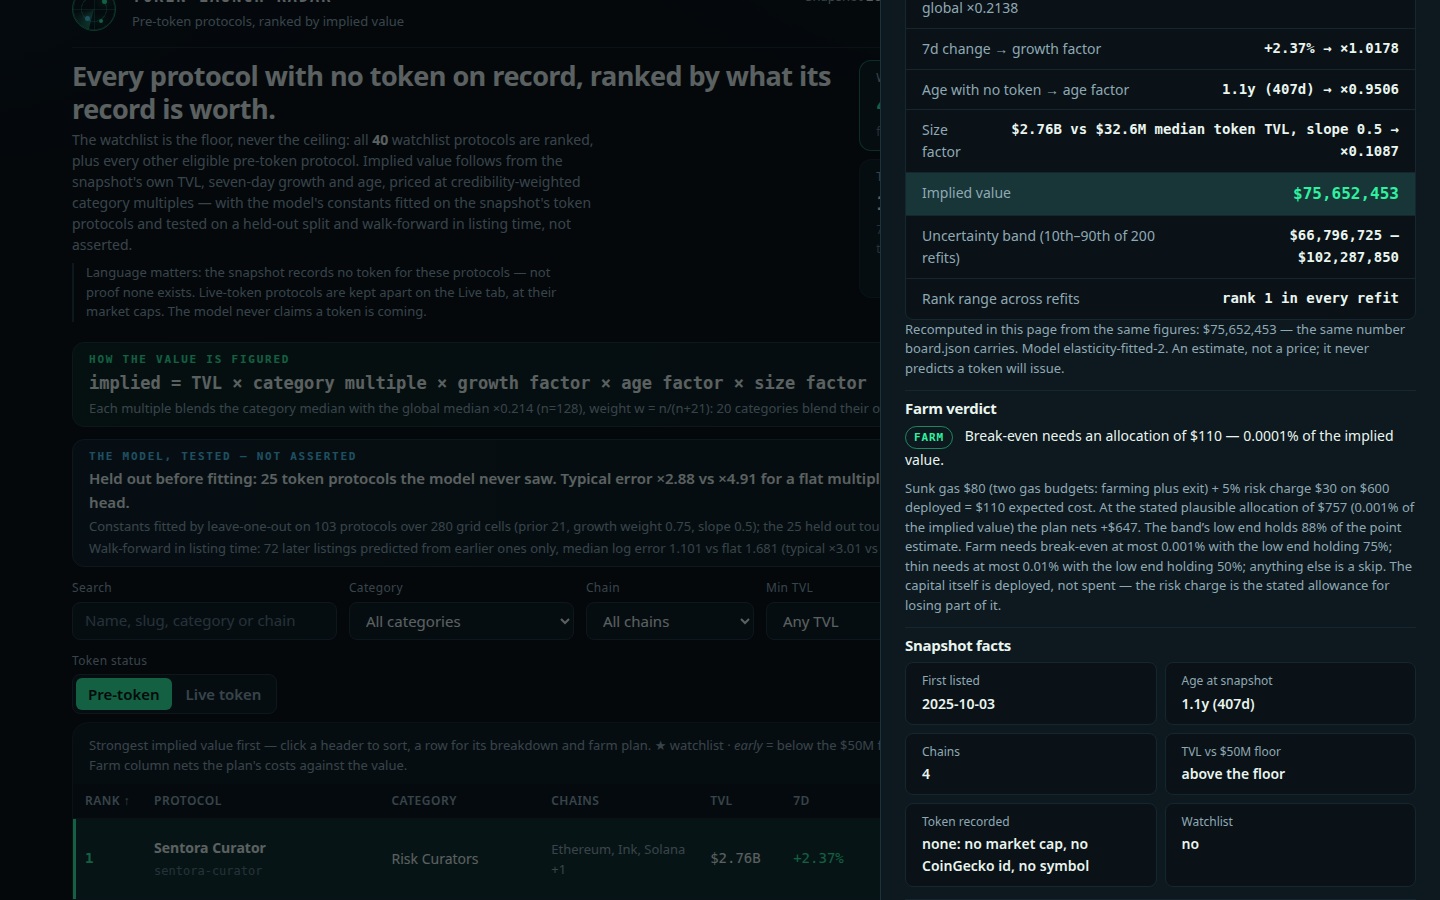 Pre-token protocols, ranked by implied value
Every protocol with no token on record, ranked by what its
record is worth.
The watchlist is the floor, never the ceiling: all 40 watchlist protocols are ranked,
plus every other eligible pre-token protocol. Implied value follows from the
snapshot's own TVL, seven-day growth and age, priced at credibility-weighted
category multiples — with the model's constants fitted on the snapshot's token
protocols and tested on a held-out split and walk-forward in listing time, not
asserted.
Language matters: the snapshot records no token for these protocols — not
proof none exists. Live-token protocols are kept apart on the Live tab, at their
market caps. The model never claims a token is coming.
HOW THE VALUE IS FIGURED
implied = TVL × category multiple × growth factor × age factor × size factor
Each multiple blends the category median with the global median ×0.214 (n=128), weight w = n/(n+21): 20 categories blend their o
THE MODEL, TESTED — NOT ASSERTED
Held out before fitting: 25 token protocols the model never saw. Typical error ×2.88 vs ×4.91 for a flat multipl
head.
Constants fitted by leave-one-out on 103 protocols over 280 grid cells (prior 21, growth weight 0.75, slope 0.5); the 25 held out tou
Walk-forward in listing time: 72 later listings predicted from earlier ones only, median log error 1.101 vs flat 1.681 (typical ×3.01 vs
Search
Category
Chain
Min TVL
Name, slug, category or chain
All categories
All chains
Any TVL
Token status
Pre-token
Live token
Strongest implied value first — click a header to sort, a row for its breakdown and farm plan. ★ watchlist · early = below the $50M f
Farm column nets the plan's costs against the value.
RANK ↑
PROTOCOL
CATEGORY
CHAINS
TVL
7D
1
Sentora Curator
sentora-curator
Risk Curators
Ethereum, Ink, Solana
+1
$2.76B
+2.37%
global ×0.2138
7d change → growth factor
+2.37% → ×1.0178
Age with no token → age factor
1.1y (407d) → ×0.9506
Size
factor
$2.76B vs $32.6M median token TVL, slope 0.5 →
×0.1087
Implied value
$75,652,453
Uncertainty band (10th–90th of 200
refits)
$66,796,725 —
$102,287,850
Rank range across refits
rank 1 in every refit
Recomputed in this page from the same figures: $75,652,453 — the same number
board.json carries. Model elasticity-fitted-2. An estimate, not a price; it never
predicts a token will issue.
Farm verdict
FARM
Break-even needs an allocation of $110 — 0.0001% of the implied
value.
Sunk gas $80 (two gas budgets: farming plus exit) + 5% risk charge $30 on $600
deployed = $110 expected cost. At the stated plausible allocation of $757 (0.001% of
the implied value) the plan nets +$647. The band's low end holds 88% of the point
estimate. Farm needs break-even at most 0.001% with the low end holding 75%;
thin needs at most 0.01% with the low end holding 50%; anything else is a skip. The
capital itself is deployed, not spent — the risk charge is the stated allowance for
losing part of it.
Snapshot facts
First listed
2025-10-03
Age at snapshot
1.1y (407d)
Chains
4
TVL vs $50M floor
above the floor
Token recorded
none: no market cap, no
CoinGecko id, no symbol
Watchlist
no